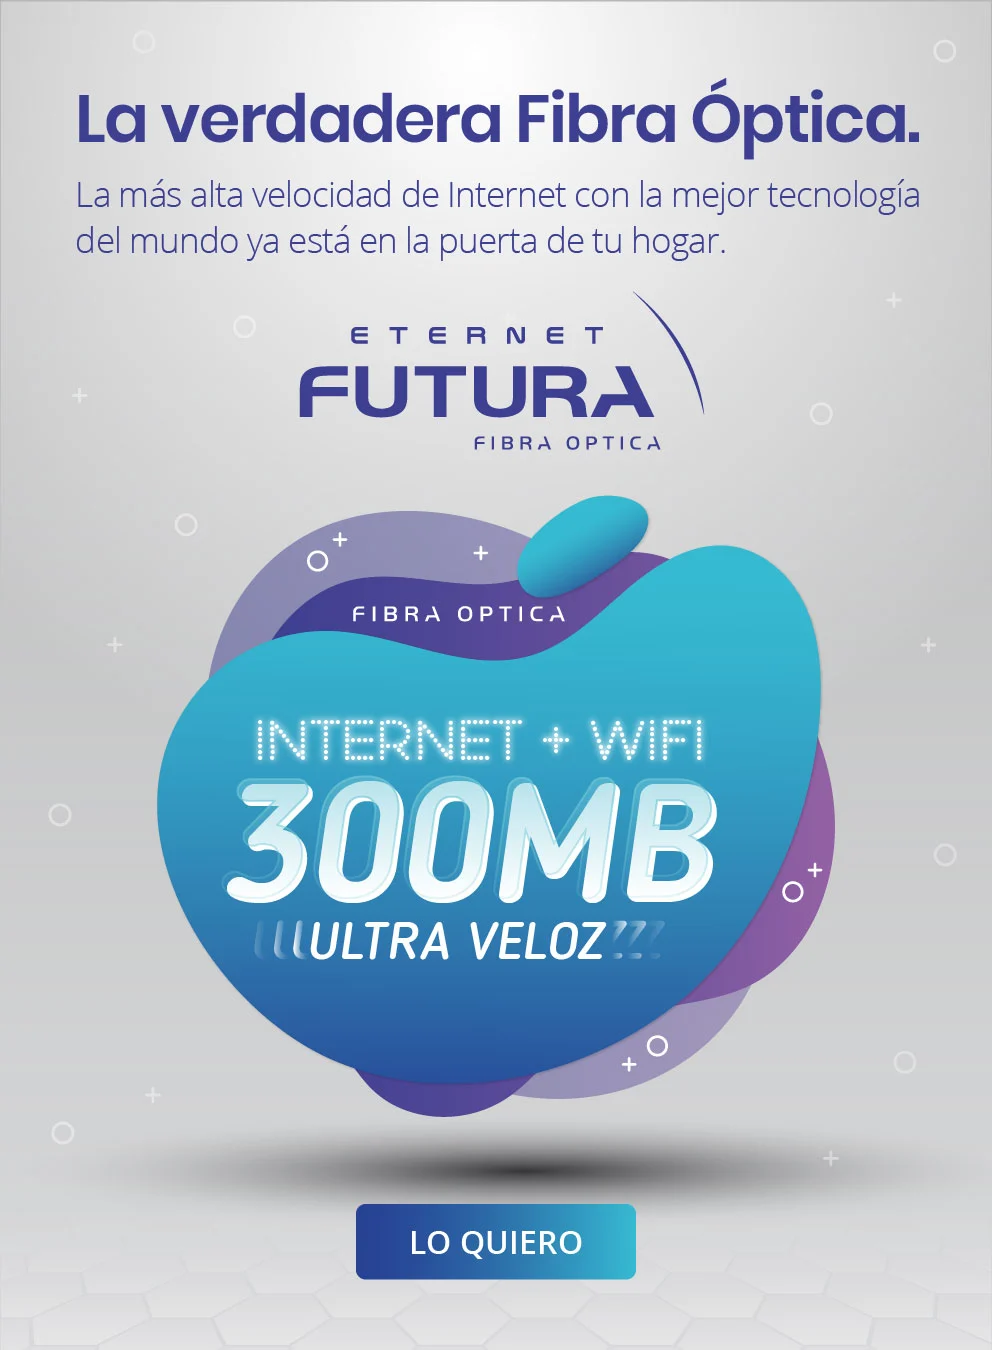 La verdadera Fibra Óptica.
La más alta velocidad de Internet con la mejor tecnología
del mundo ya está en la puerta de tu hogar.
ETERNET
FUTURA
FIBRA OPTICA
FIBRA OPTICA
INTERNET + WIFI
300MB
ULTRA VELOZ
LO QUIERO